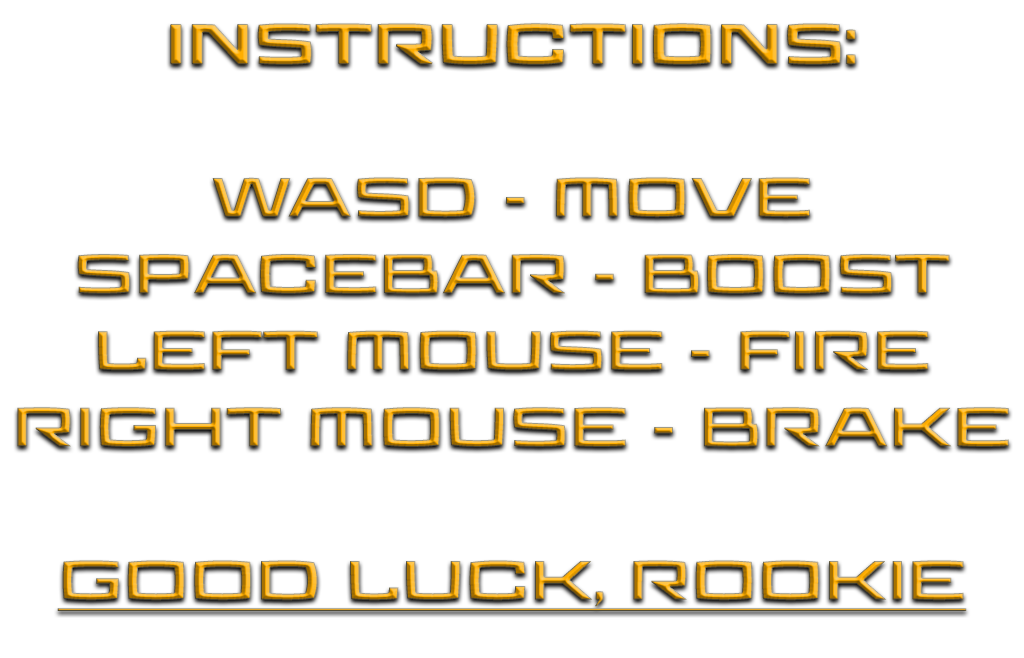 INSTRUCTIONS:
WASD - MOVE
SPACEBAR - BOOST
LEFT MOUSE - FIRE
RIGHT MOUSE - BRAKE
GOOD LUCK, ROOKIE